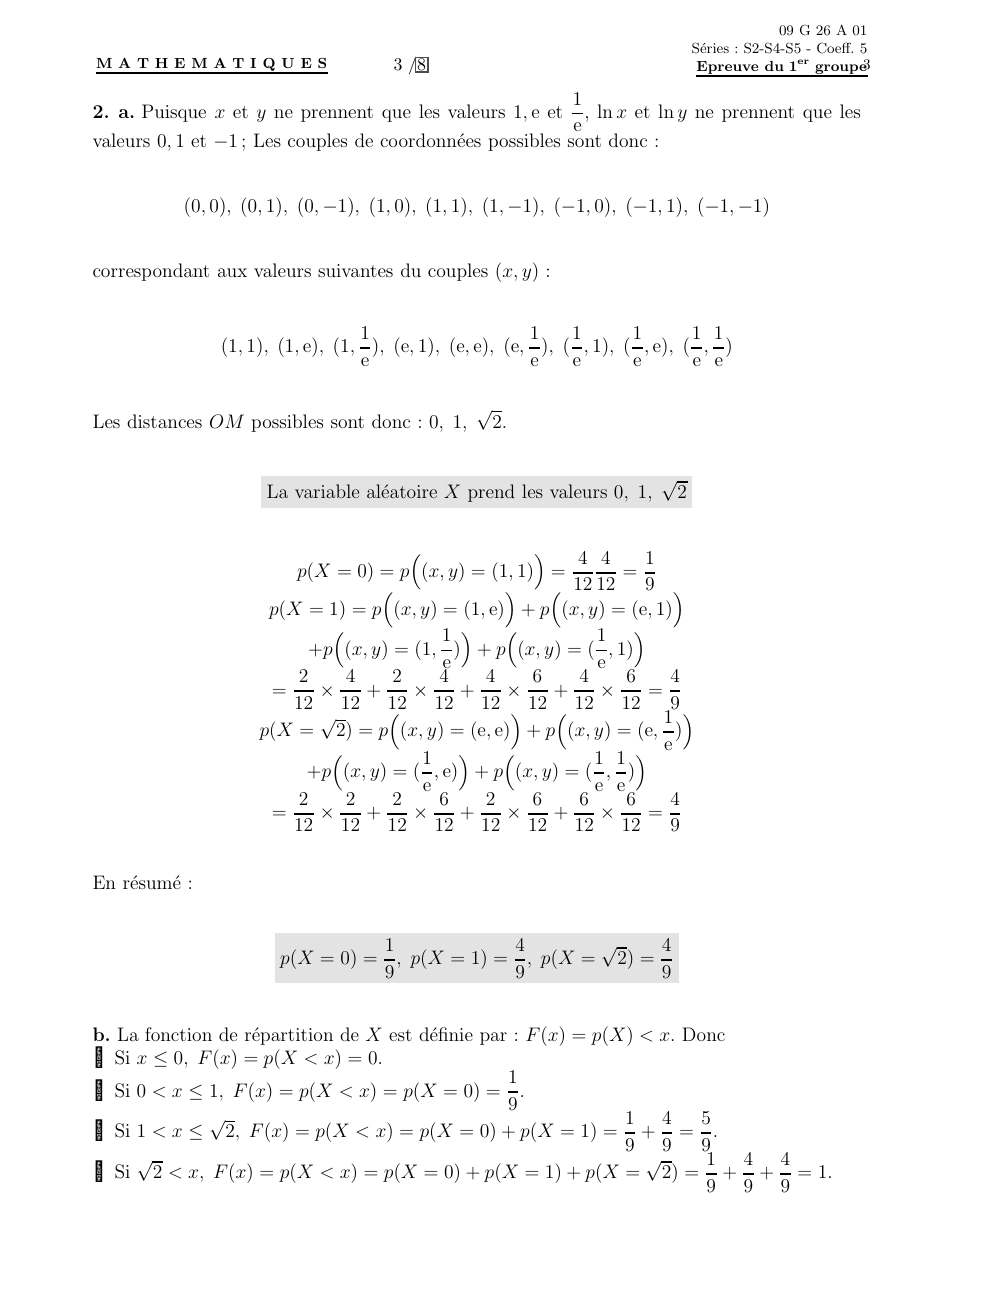 09 G 26 A 01
Séries : S2-S4-S5 - Coeff. 5
M A T H E M A T I Q U E S 3 /8 Epreuve du 1er groupe 3
2. a. Puisque x et y ne prennent que les valeurs 1, e et 1/e, ln x et ln y ne prennent que les
valeurs 0, 1 et −1 ; Les couples de coordonnées possibles sont donc :
(0, 0), (0, 1), (0, −1), (1, 0), (1, 1), (1, −1), (−1, 0), (−1, 1), (−1, −1)
correspondant aux valeurs suivantes du couples (x, y) :
(1, 1), (1, e), (1, 1/e), (e, 1), (e, e), (e, 1/e), (1/e, 1), (1/e, e), (1/e, 1/e)
Les distances OM possibles sont donc : 0, 1, √2.
La variable aléatoire X prend les valeurs 0, 1, √2
p(X = 0) = p((x, y) = (1, 1)) = 4/12 4/12 = 1/9
p(X = 1) = p((x, y) = (1, e)) + p((x, y) = (e, 1))
+p((x, y) = (1, 1/e)) + p((x, y) = (1/e, 1))
= 2/12 × 4/12 + 2/12 × 4/12 + 4/12 × 6/12 + 4/12 × 6/12 = 4/9
p(X = √2) = p((x, y) = (e, e)) + p((x, y) = (e, 1/e))
+p((x, y) = (1/e, e)) + p((x, y) = (1/e, 1/e))
= 2/12 × 2/12 + 2/12 × 6/12 + 2/12 × 6/12 + 6/12 × 6/12 = 4/9
En résumé :
p(X = 0) = 1/9, p(X = 1) = 4/9, p(X = √2) = 4/9
b. La fonction de répartition de X est définie par : F(x) = p(X) < x. Donc
Si x ≤ 0, F(x) = p(X < x) = 0.
Si 0 < x ≤ 1, F(x) = p(X < x) = p(X = 0) = 1/9.
Si 1 < x ≤ √2, F(x) = p(X < x) = p(X = 0) + p(X = 1) = 1/9 + 4/9 = 5/9.
Si √2 < x, F(x) = p(X < x) = p(X = 0) + p(X = 1) + p(X = √2) = 1/9 + 4/9 + 4/9 = 1.